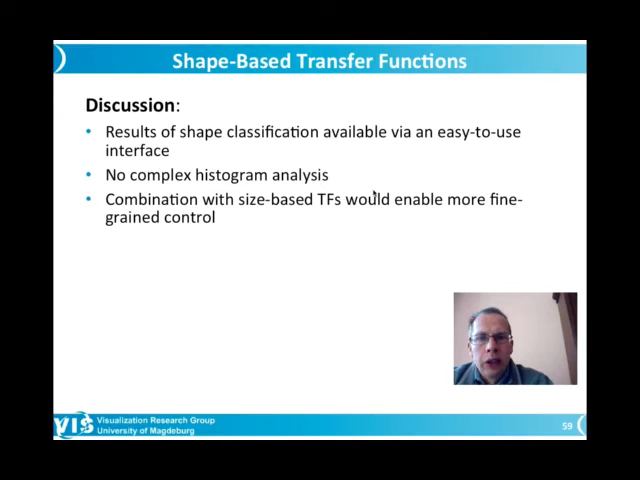 Shape-Based Transfer Functions
Discussion:
• Results of shape classification available via an easy-to-use
interface
• No complex histogram analysis
• Combination with size-based TFs would enable more fine-
grained control
VIS
Visualization Research Group
University of Magdeburg
59